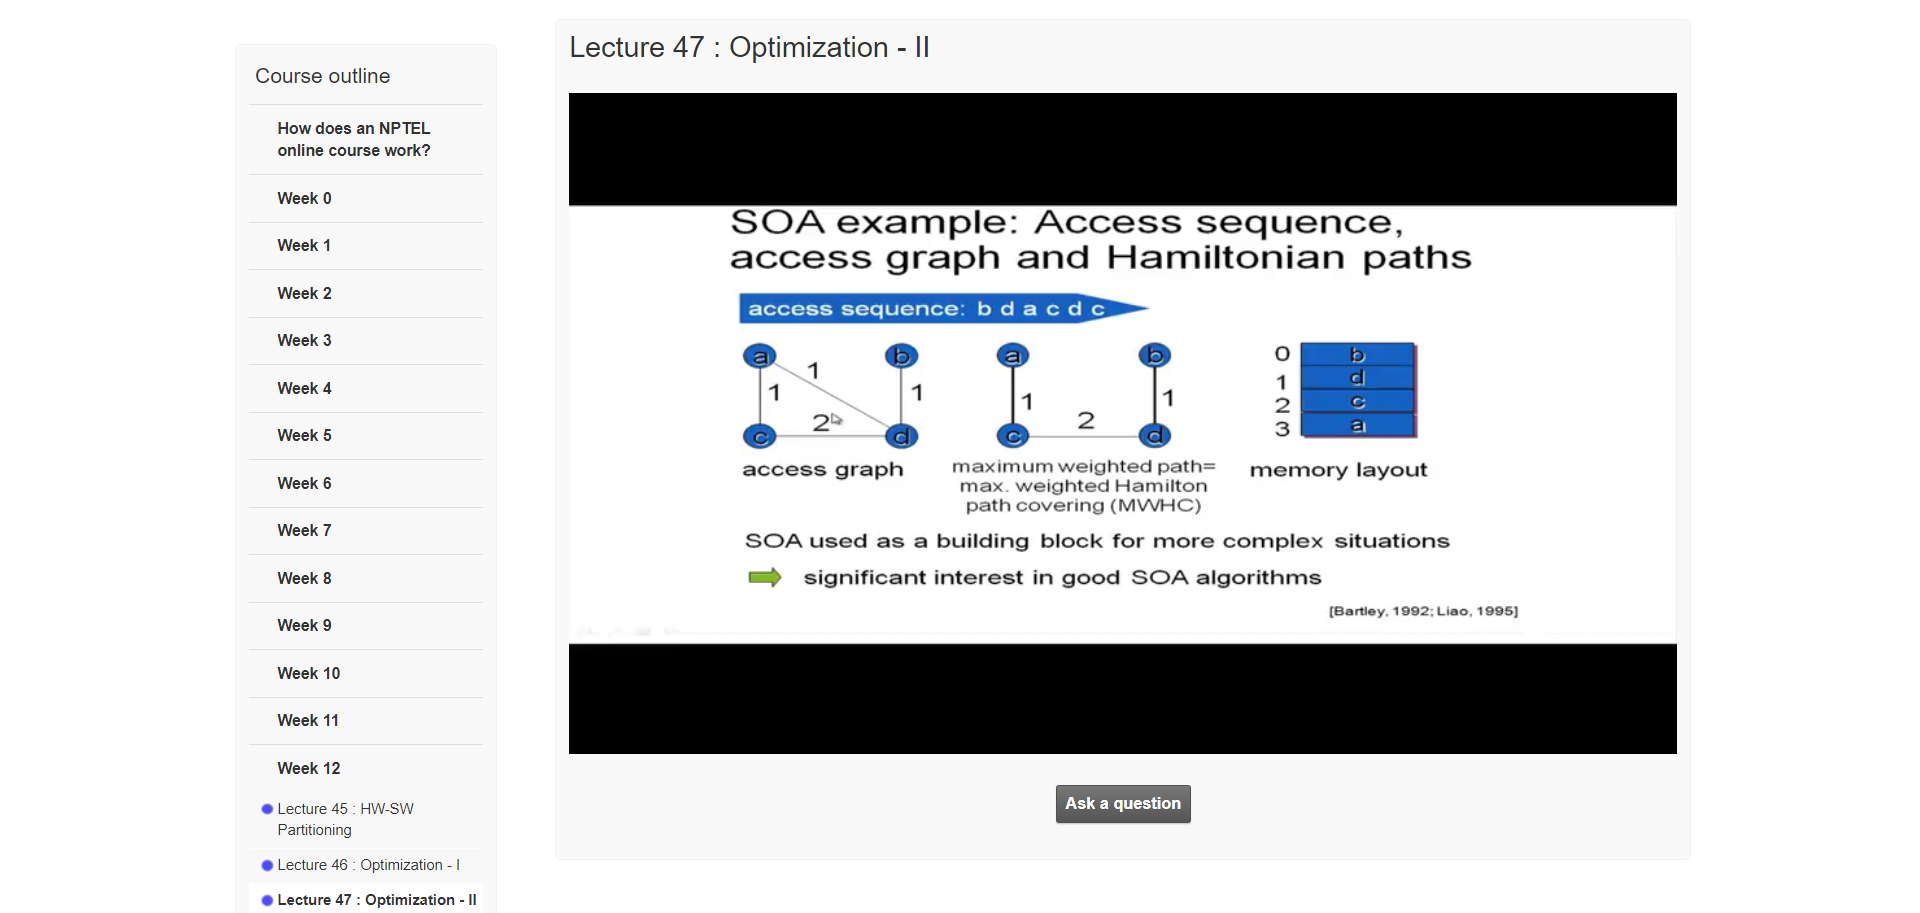 Course outline
How does an NPTEL
online course work?
Week 0
Week 1
Week 2
Week 3
Week 4
Week 5
Week 6
Week 7
Week 8
Week 9
Week 10
Week 11
Week 12
Lecture 45 : HW-SW
Partitioning
Lecture 46 : Optimization - I
Lecture 47 : Optimization - II
Lecture 47 : Optimization - II
SOA example: Access sequence,
access graph and Hamiltonian paths
access sequence: b d a c d c
a 1 b
1 1
2
c d
access graph
a b
1 2 1
c d
maximum weighted path=
max. weighted Hamilton
path covering (MWHC)
0 b
1 d
2 c
3 a
memory layout
SOA used as a building block for more complex situations
significant interest in good SOA algorithms
[Bartley, 1992; Liao, 1995]
Ask a question